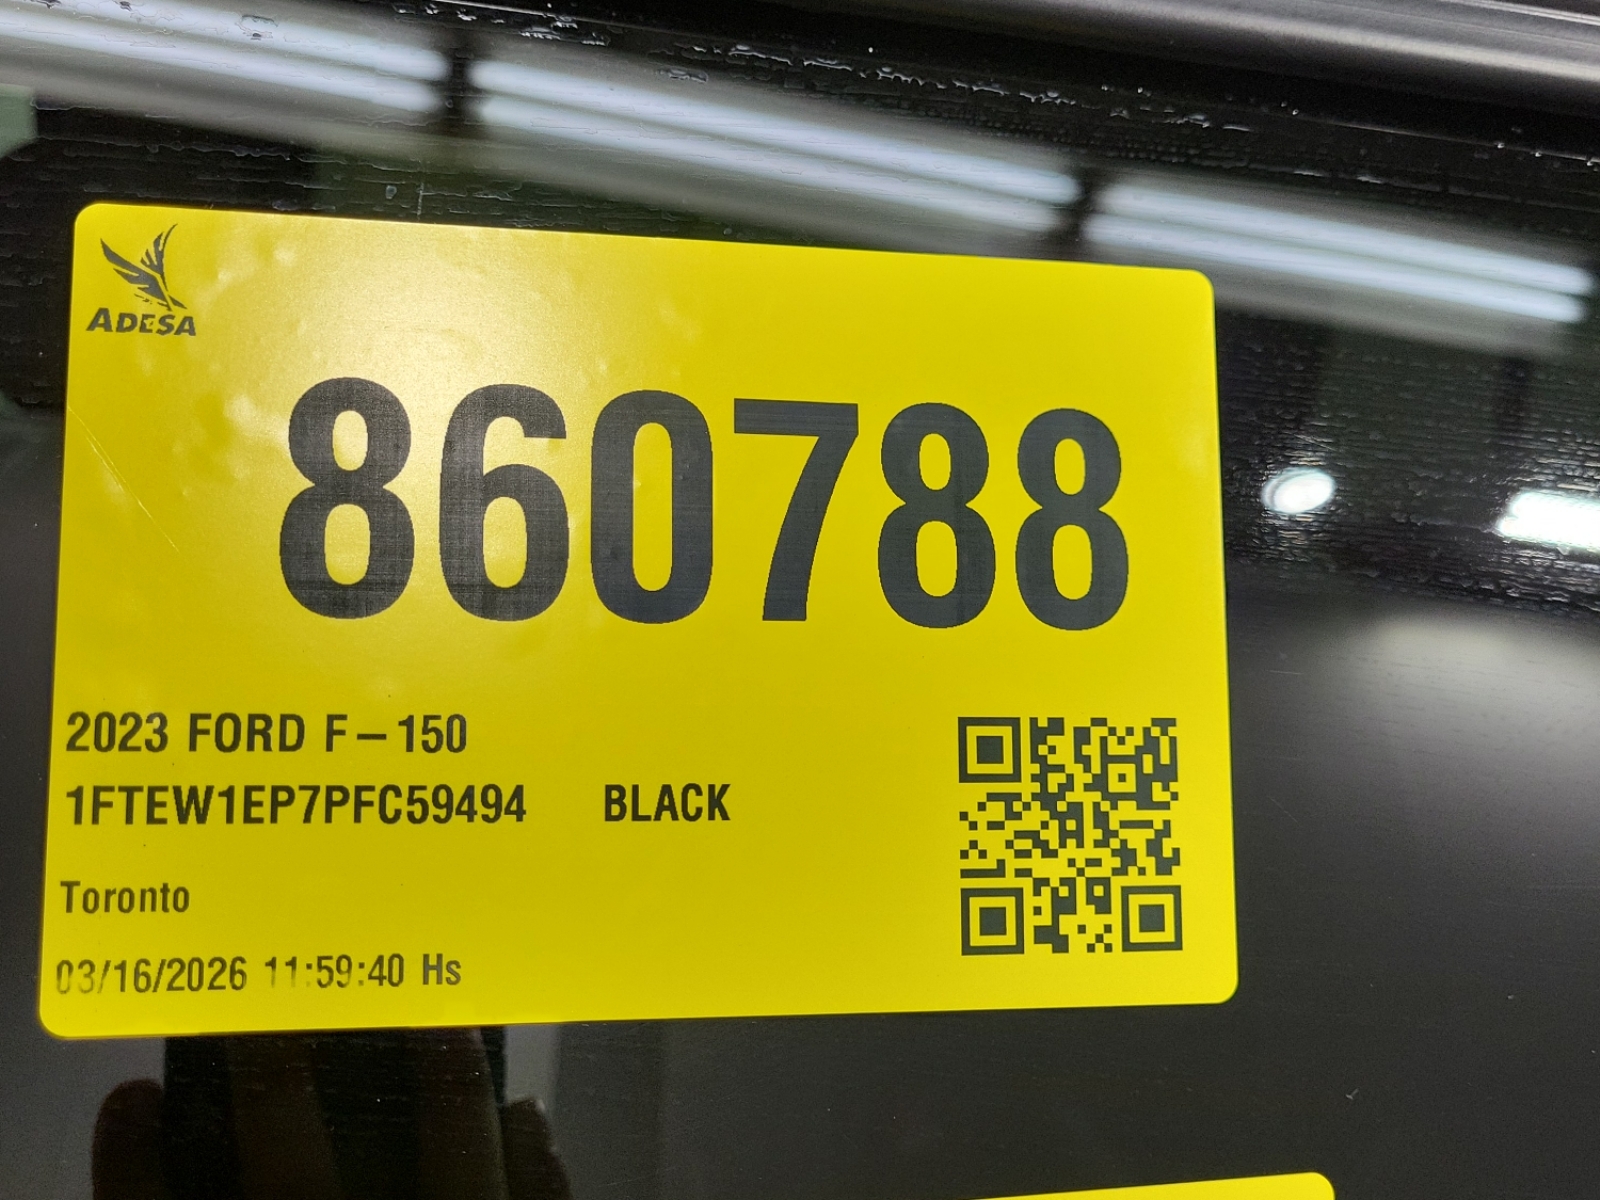 ADESA
860788
2023 FORD F-150
1FTEW1EP7PFC59494 BLACK
Toronto
03/16/2026 11:59:40 Hs